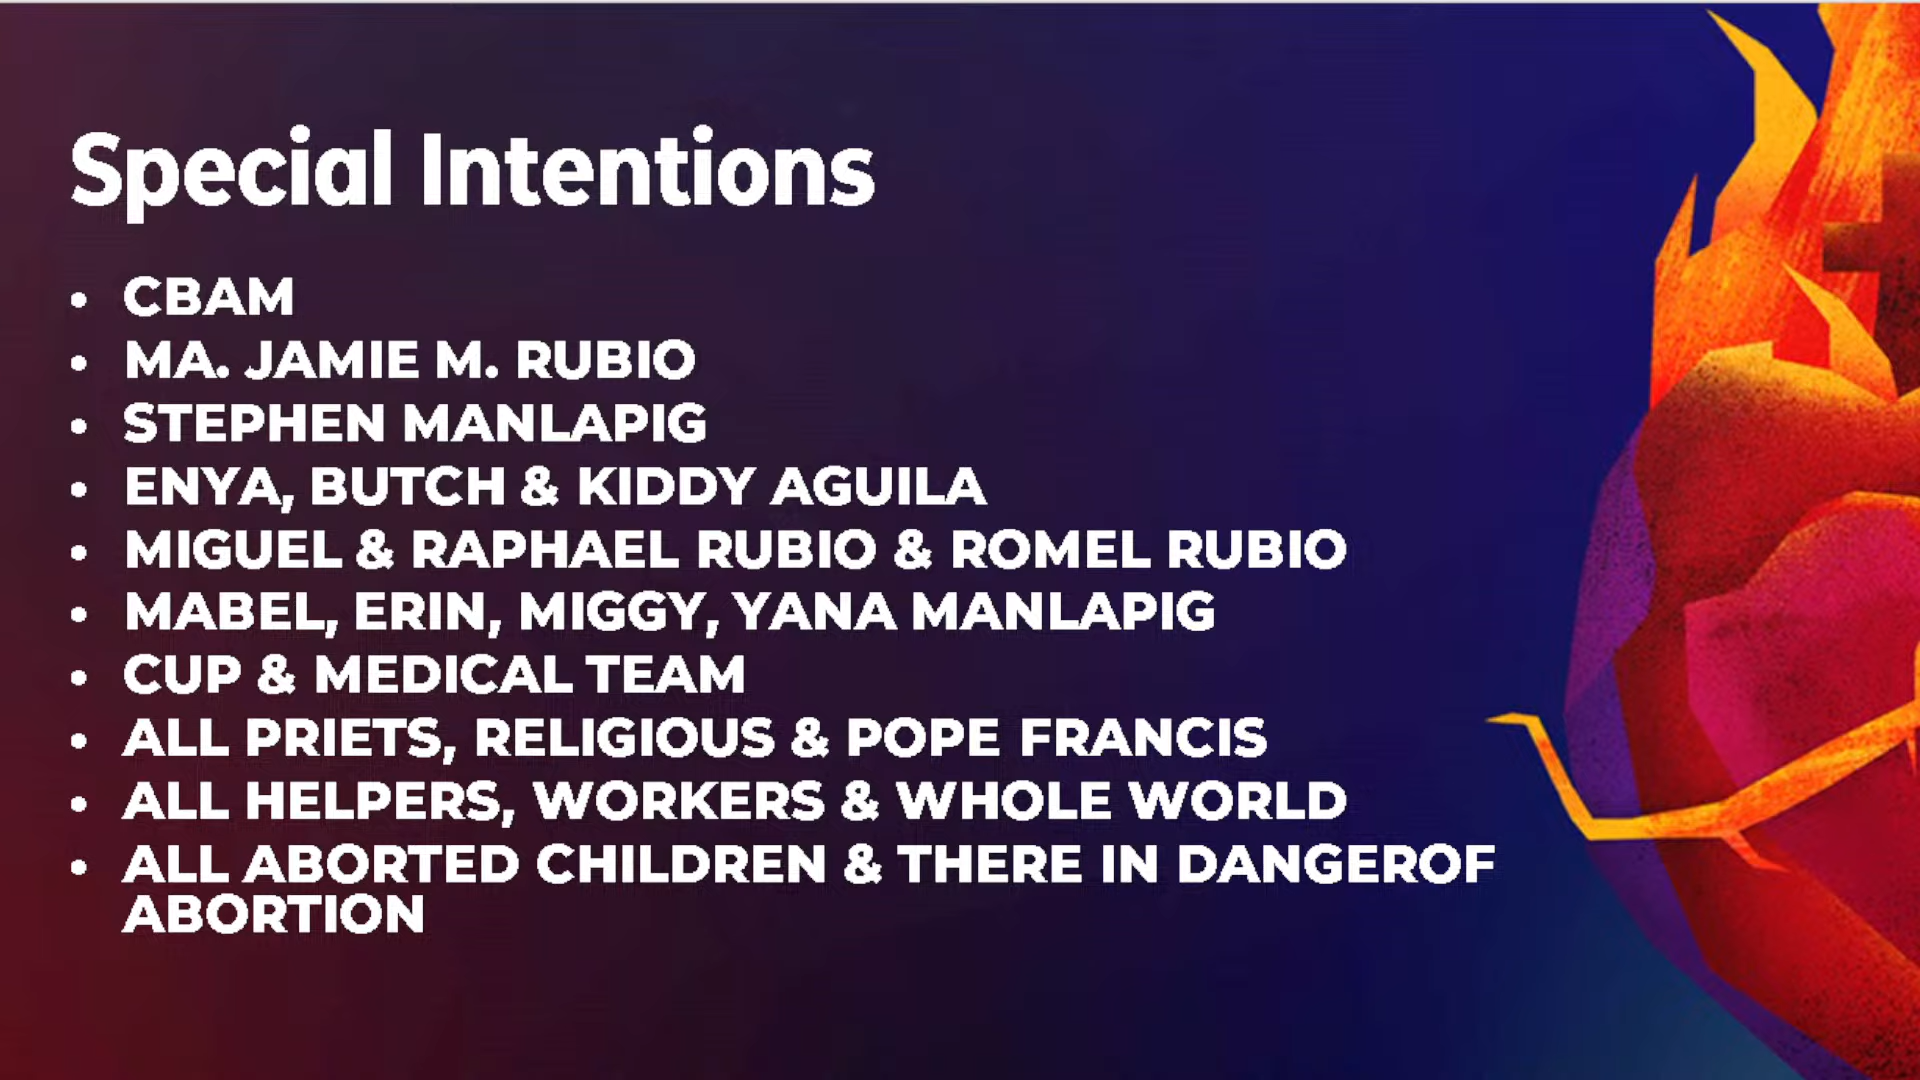 Special Intentions
• CBAM
• MA. JAMIE M. RUBIO
• STEPHEN MANLAPIG
• ENYA, BUTCH & KIDDY AGUILA
• MIGUEL & RAPHAEL RUBIO & ROMEL RUBIO
• MABEL, ERIN, MIGGY, YANA MANLAPIG
• CUP & MEDICAL TEAM
• ALL PRIETS, RELIGIOUS & POPE FRANCIS
• ALL HELPERS, WORKERS & WHOLE WORLD
• ALL ABORTED CHILDREN & THERE IN DANGEROF
ABORTION